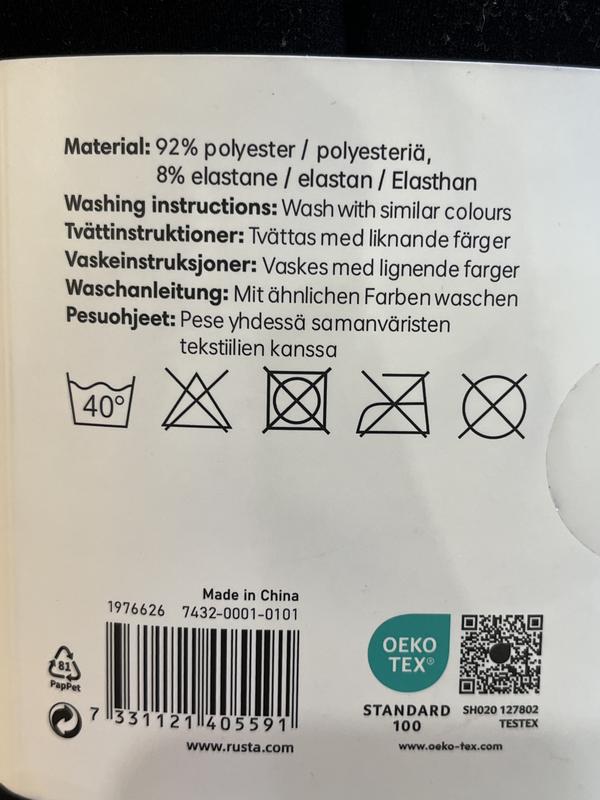 Material: 92% polyester / polyesteriä,
8% elastane / elastan / Elasthan
Washing instructions: Wash with similar colours
Tvättinstruktioner: Tvättas med liknande färger
Vaskeinstruksjoner: Vaskes med lignende farger
Waschanleitung: Mit ähnlichen Farben waschen
Pesuohjeet: Pese yhdessä samanväristen
tekstiilien kanssa
40°
Made in China
1976626 7432-0001-0101
81
PapPet
7 331121 405591
www.rusta.com
OEKO
TEX®
STANDARD
100
SH020 127802
TESTEX
www.oeko-tex.com